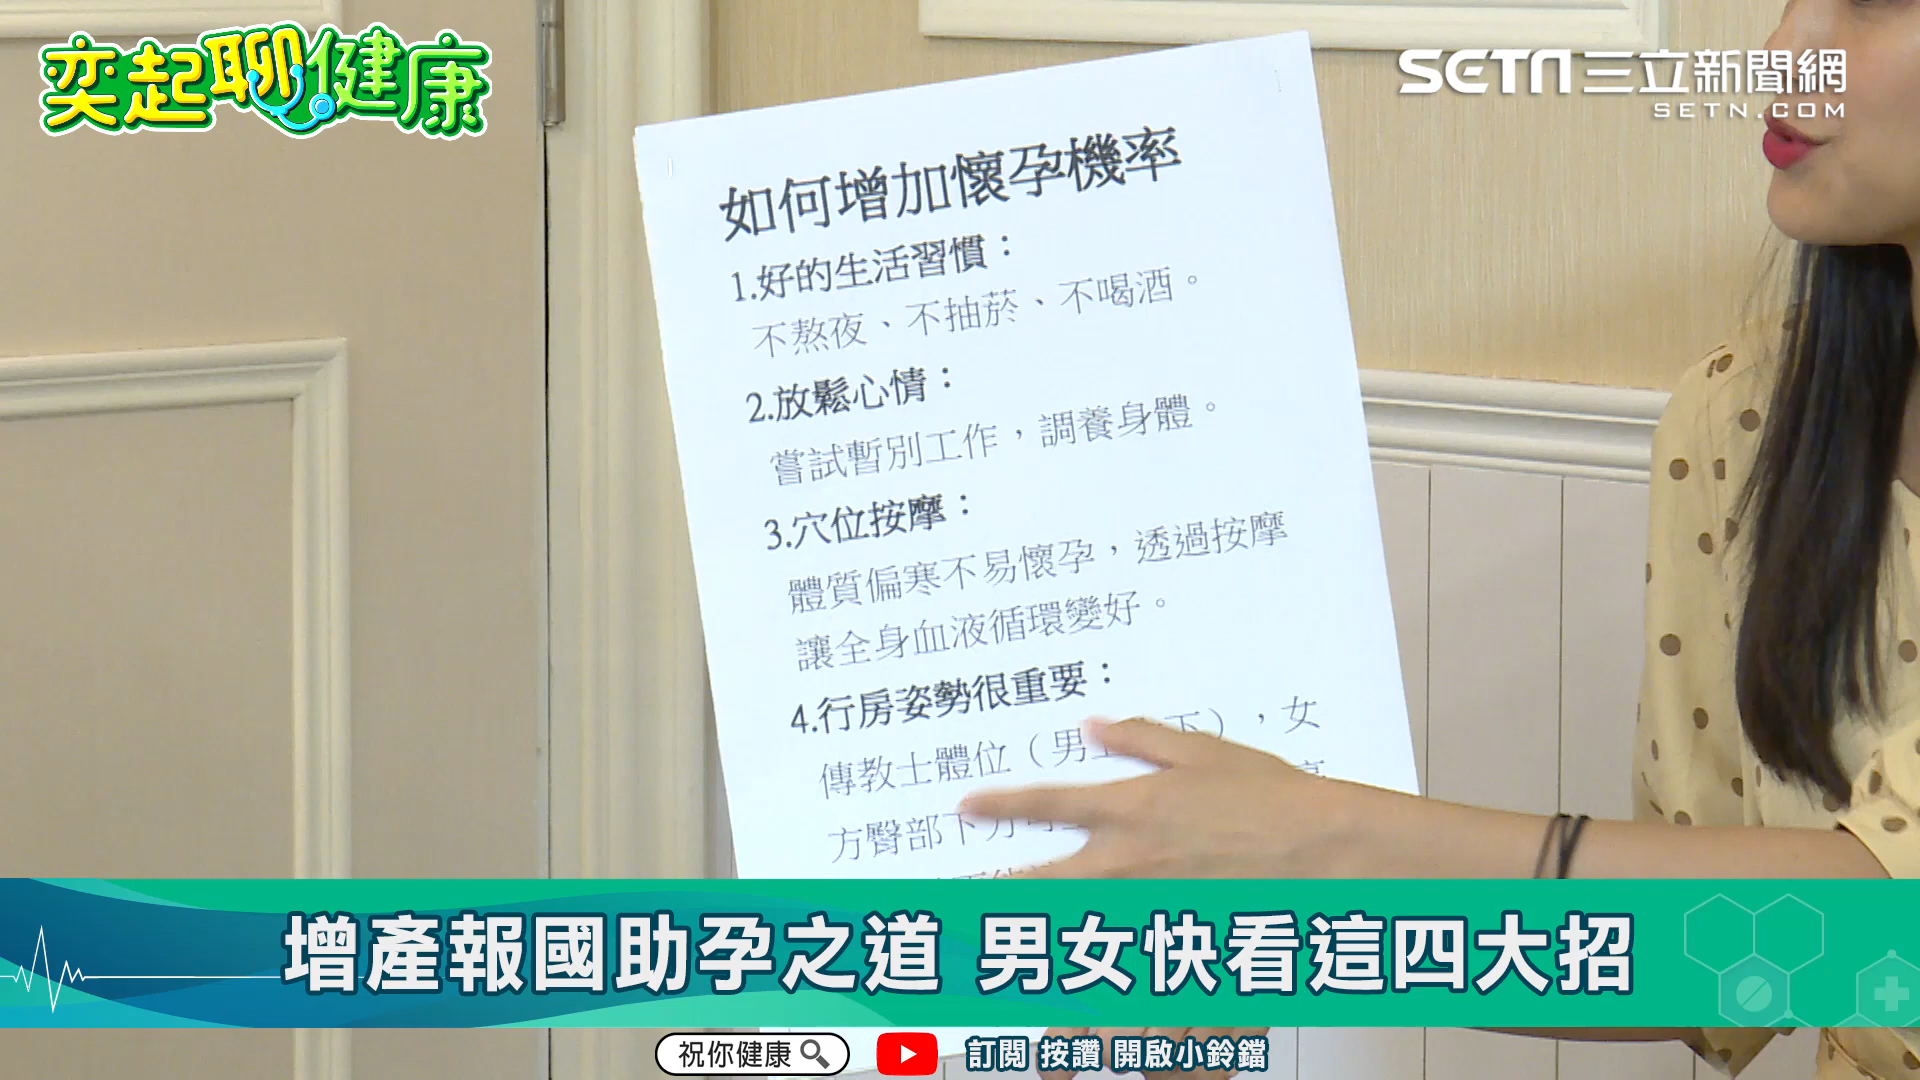 奕起聊健康
SETN三立新聞網
SETN.COM
如何增加懷孕機率
1.好的生活習慣：
不熬夜、不抽菸、不喝酒。
2.放鬆心情：
嘗試暫別工作，調養身體。
3.穴位按摩：
體質偏寒不易懷孕，透過按摩
讓全身血液循環變好。
4.行房姿勢很重要：
傳教士體位（男 下），女
方臀部下方
增產報國助孕之道 男女快看這四大招
祝你健康
訂閱 按讚 開啟小鈴鐺